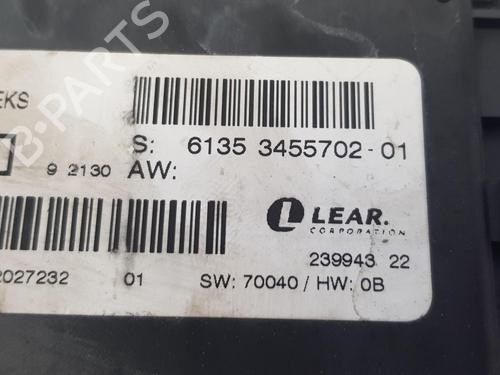 B-PARTS
EKS
S: 6135 3455702-01
9 2130 AW:
LEAR.
CORPORATION
239943 22
2027232 01 SW: 70040 / HW: 0B